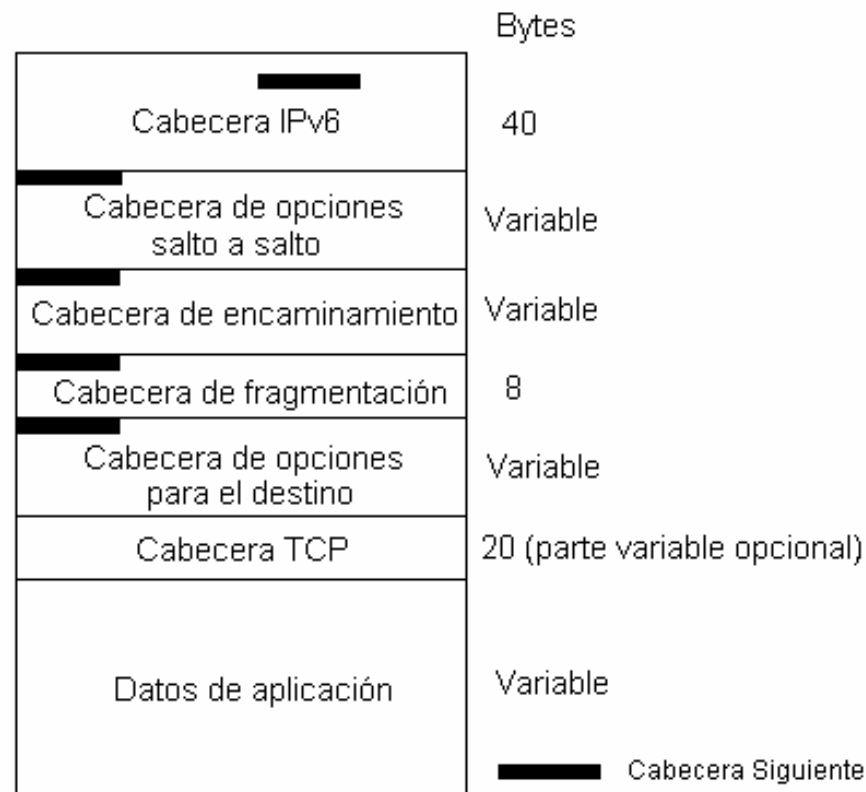 Bytes
Cabecera IPv6
40
Cabecera de opciones
salto a salto
Variable
Cabecera de encaminamiento
Variable
Cabecera de fragmentación
8
Cabecera de opciones
para el destino
Variable
Cabecera TCP
20 (parte variable opcional)
Datos de aplicación
Variable
Cabecera Siguiente